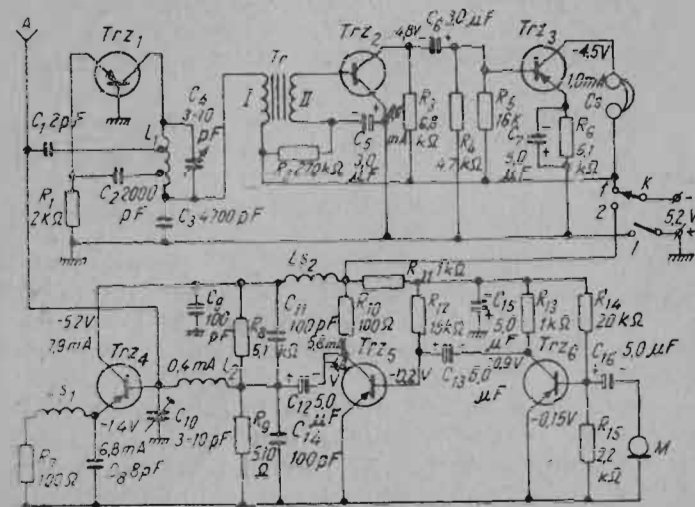 A
Trz1
C1 2pF
L1
C4
3-10
pF
R1
2kΩ
C2 2000
pF
C3 4700pF
Tr
I
II
Trz2
4,8V
C6 3,0 μF
C5
3,0
μF
mA
270kΩ
R3
6,8
kΩ
R4
4,7 kΩ
R5
16K
Trz3
-4,5V
1,0mA
Cs
C7
5,0
μF
R6
5,1
kΩ
1
2
K
-
5,2V
+
I
Ls2
R11 1kΩ
C9
100
pF
-5,2V
7,9mA
Trz4
R8
5,1
kΩ
C11
100pF
R10
100Ω
5,6mA
V
Trz5
R12
15kΩ
C15
5,0
μF
R13
1kΩ
R14
20kΩ
C16
5,0 μF
0,4mA
L2
C10
3-10pF
Ls1
-1,4V
6,8mA
C8 8pF
R7
100Ω
R9
510
Ω
C12 5,0
μF
C14
100pF
-0,2V
C13 5,0
μF
-0,9V
Trz6
-0,15V
R15
2,2
kΩ
M